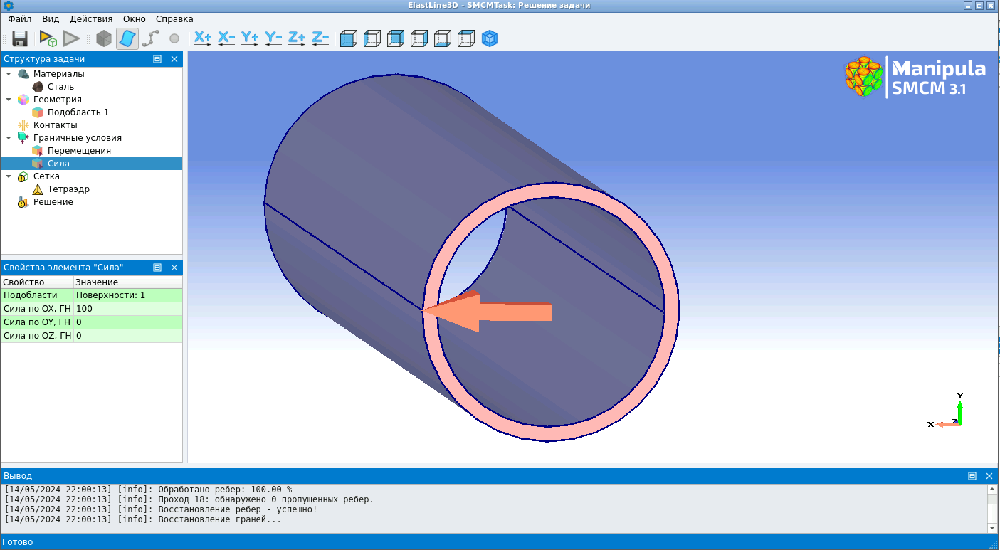 ElastLine3D - SMCMTask: Решение задачи
Файл Вид Действия Окно Справка
X+ X- Y+ Y- Z+ Z-
Структура задачи
Материалы
Сталь
Геометрия
Подобласть 1
Контакты
Граничные условия
Перемещения
Сила
Сетка
Тетраэдр
Решение
Свойства элемента "Сила"
Свойство Значение
Подобласти Поверхности: 1
Сила по OX, ГН 100
Сила по OY, ГН 0
Сила по OZ, ГН 0
Manipula
SMCM 3.1
Y
X Z
Вывод
[14/05/2024 22:00:13] [info]: Обработано ребер: 100.00 %
[14/05/2024 22:00:13] [info]: Проход 18: обнаружено 0 пропущенных ребер.
[14/05/2024 22:00:13] [info]: Восстановление ребер - успешно!
[14/05/2024 22:00:13] [info]: Восстановление граней...
Готово